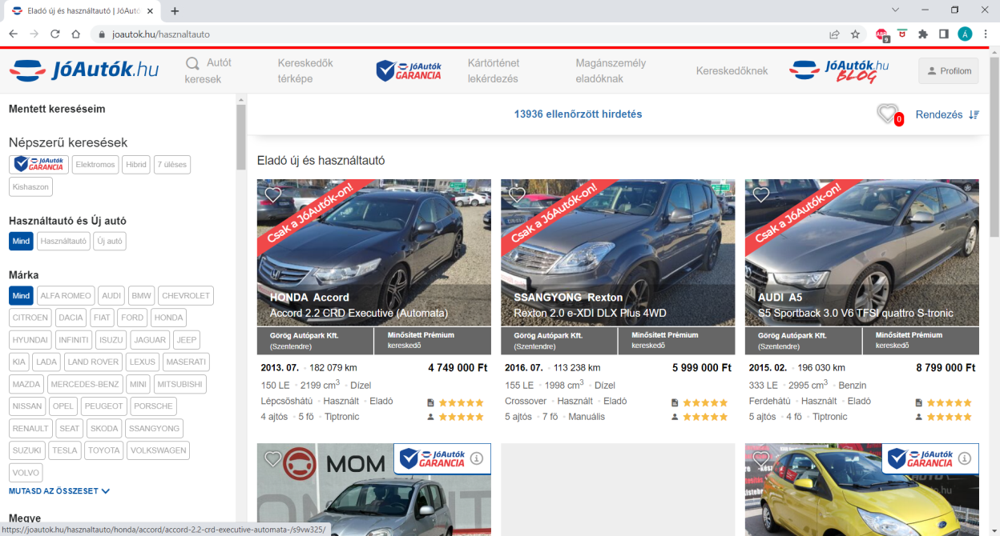 Eladó új és használtautó | JóAutó
joautok.hu/hasznaltauto
ABP
9
Á
JóAutók.hu
Autót keresek
Kereskedők térképe
JóAutók GARANCIA
Kártörténet lekérdezés
Magánszemély eladóknak
Kereskedőknek
JóAutók.hu BLOG
Profilom
Mentett kereséseim
Népszerű keresések
JóAutók GARANCIA
Elektromos
Hibrid
7 üléses
Kishaszon
Használtautó és Új autó
Mind
Használtautó
Új autó
Márka
Mind ALFA ROMEO AUDI BMW CHEVROLET
CITROEN DACIA FIAT FORD HONDA
HYUNDAI INFINITI ISUZU JAGUAR JEEP
KIA LADA LAND ROVER LEXUS MASERATI
MAZDA MERCEDES-BENZ MINI MITSUBISHI
NISSAN OPEL PEUGEOT PORSCHE
RENAULT SEAT SKODA SSANGYONG
SUZUKI TESLA TOYOTA VOLKSWAGEN
VOLVO
MUTASD AZ ÖSSZESET
Megye
https://joautok.hu/hasznaltauto/honda/accord/accord-2.2-crd-executive-automata-/s9vw325/
13936 ellenőrzött hirdetés
0
Rendezés
Eladó új és használtautó
Csak a JóAutók-on!
HONDA Accord
Accord 2.2 CRD Executive (Automata)
Görög Autópark Kft.
(Szentendre)
Minősített Prémium
kereskedő
2013. 07. 182 079 km
4 749 000 Ft
150 LE 2199 cm3 Dízel
Lépcsőshátú Használt Eladó
4 ajtós 5 fő Tiptronic
Csak a JóAutók-on!
SSANGYONG Rexton
Rexton 2.0 e-XDI DLX Plus 4WD
Görög Autópark Kft.
(Szentendre)
Minősített Prémium
kereskedő
2016. 07. 113 238 km
5 999 000 Ft
155 LE 1998 cm3 Dízel
Crossover Használt Eladó
5 ajtós 7 fő Manuális
Csak a JóAutók-on!
AUDI A5
S5 Sportback 3.0 V6 TFSI quattro S-tronic
Görög Autópark Kft.
(Szentendre)
Minősített Prémium
kereskedő
2015. 02. 196 030 km
8 799 000 Ft
333 LE 2995 cm3 Benzin
Ferdehátú Használt Eladó
5 ajtós 4 fő Tiptronic
MOM
JóAutók GARANCIA
JóAutók GARANCIA